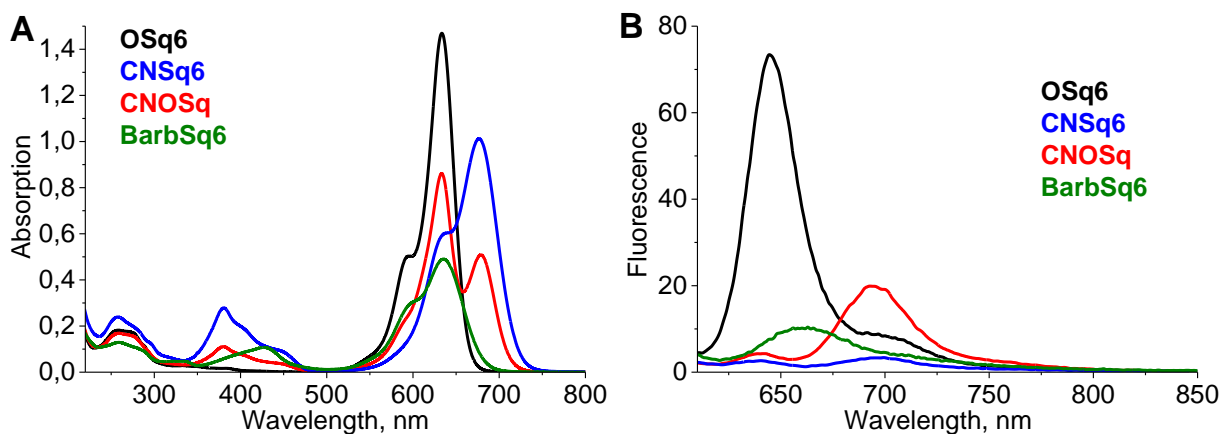 A
OSq6
CNSq6
CNOSq
BarbSq6
Absorption
1,4
1,2
1,0
0,8
0,6
0,4
0,2
0,0
300 400 500 600 700 800
Wavelength, nm
B
OSq6
CNSq6
CNOSq
BarbSq6
Fluorescence
80
60
40
20
0
650 700 750 800 850
Wavelength, nm